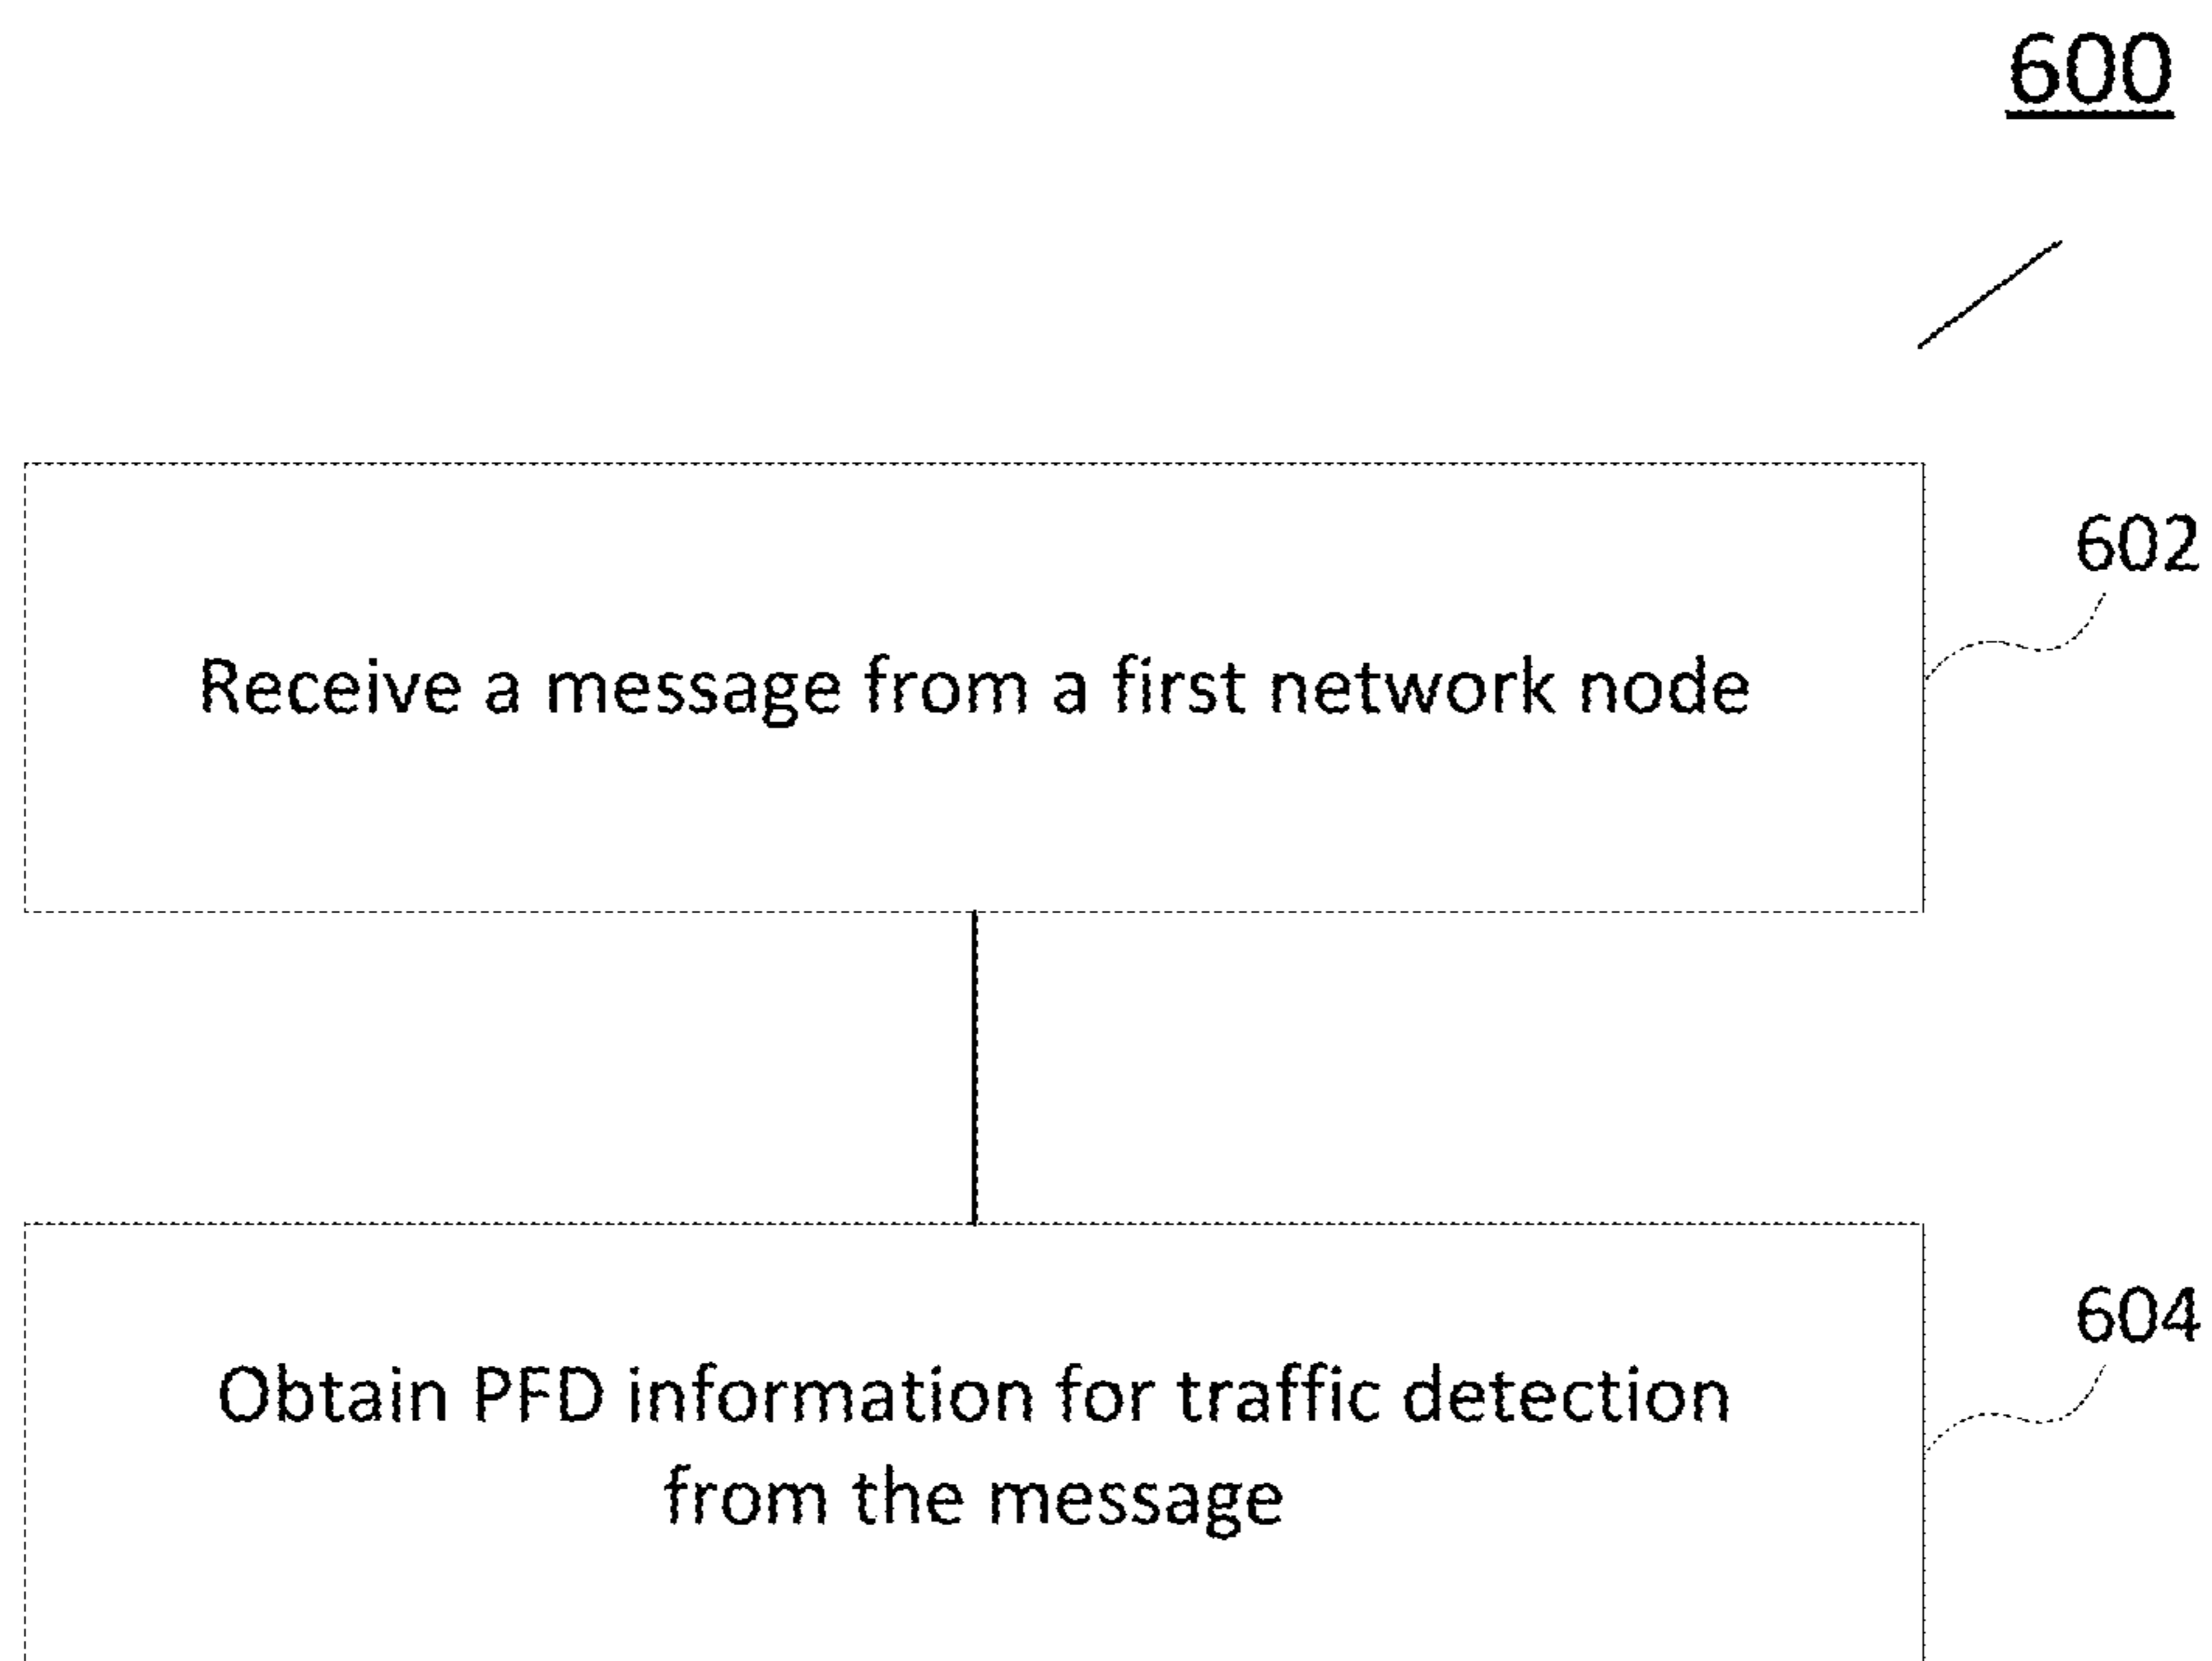 600
602
Receive a message from a first network node
604
Obtain PFD information for traffic detection
from the message